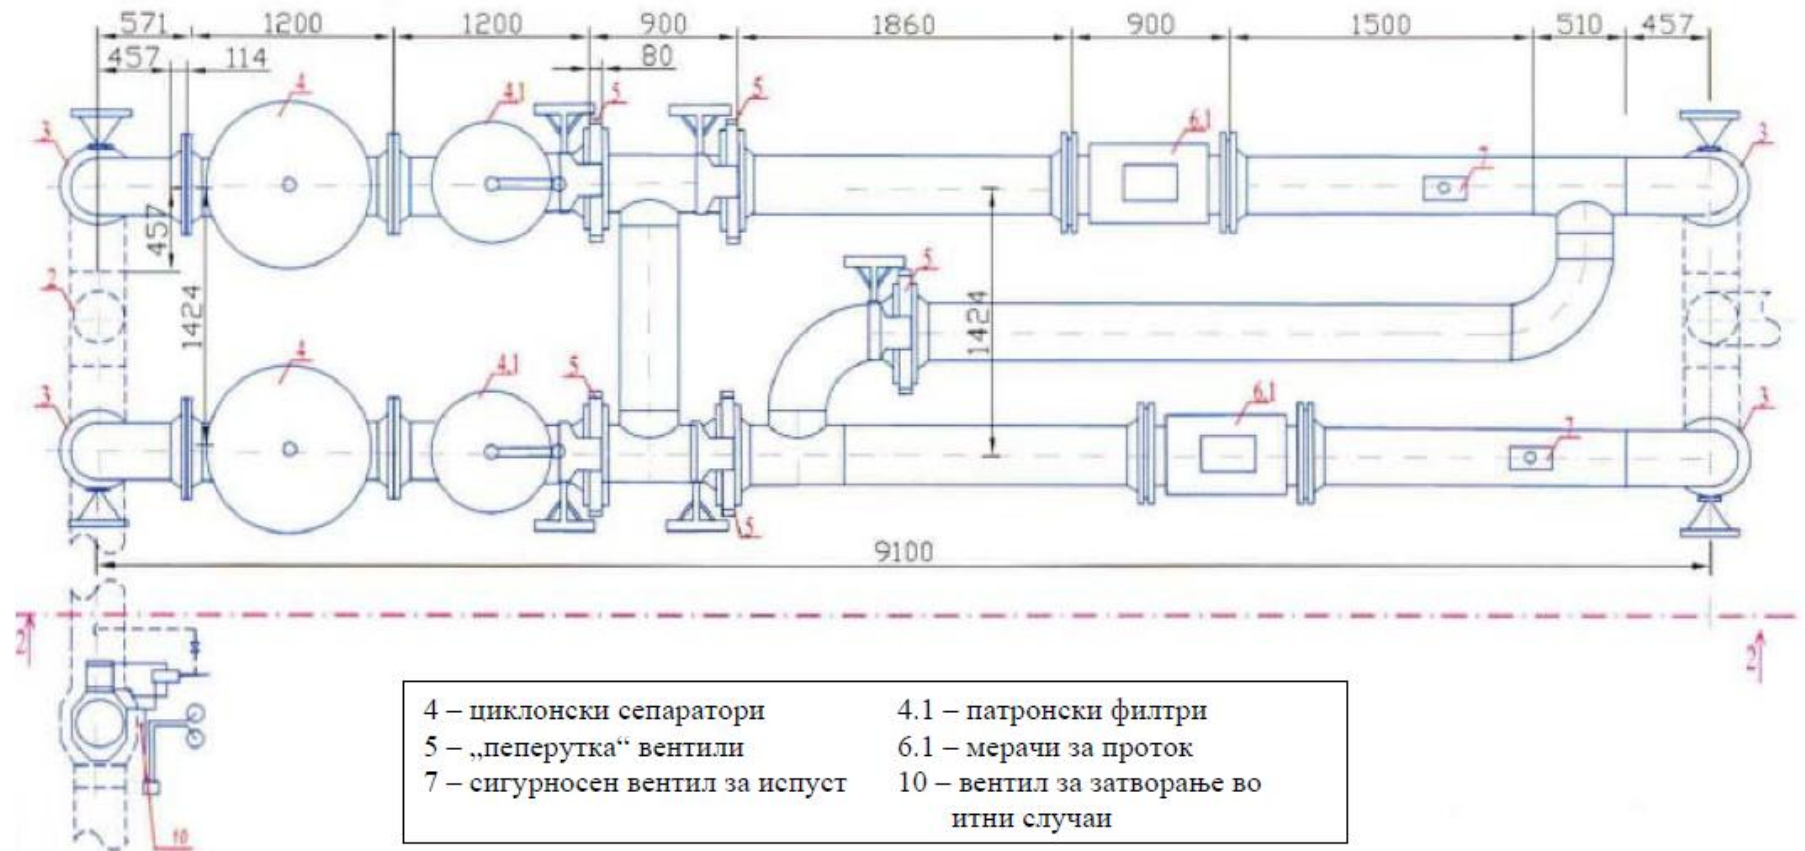 571 1200 1200 900 1860 900 1500 510 457
457 114 80
4 4.1 5 5 6.1 7 3
3
457
2 5
1424 1424
4 4.1 5 6.1 7 3
3
5
9100
2 2
10
4 – циклонски сепаратори 4.1 – патронски филтри
5 – „пеперутка“ вентили 6.1 – мерачи за проток
7 – сигурносен вентил за испуст 10 – вентил за затворање во
итни случаи